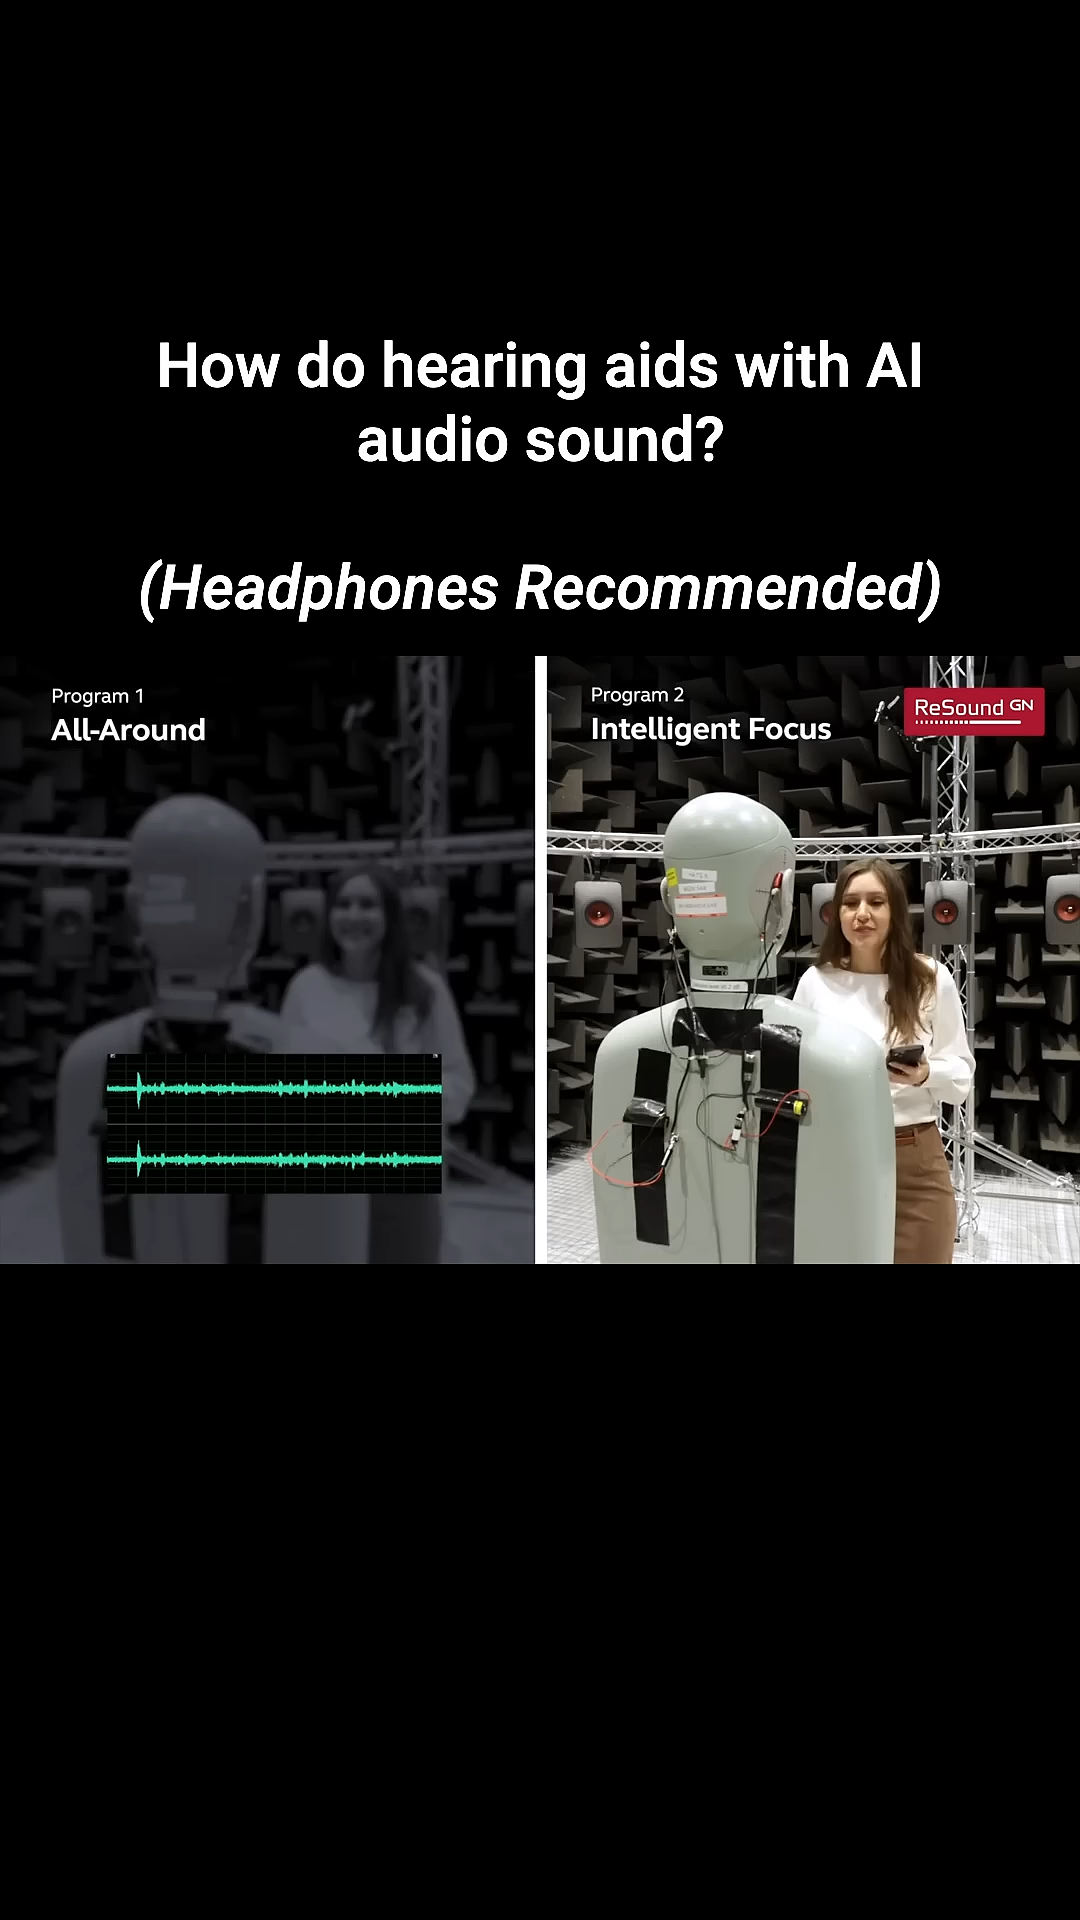 How do hearing aids with AI
audio sound?
(Headphones Recommended)
Program 1
All-Around
Program 2
Intelligent Focus
ReSound GN